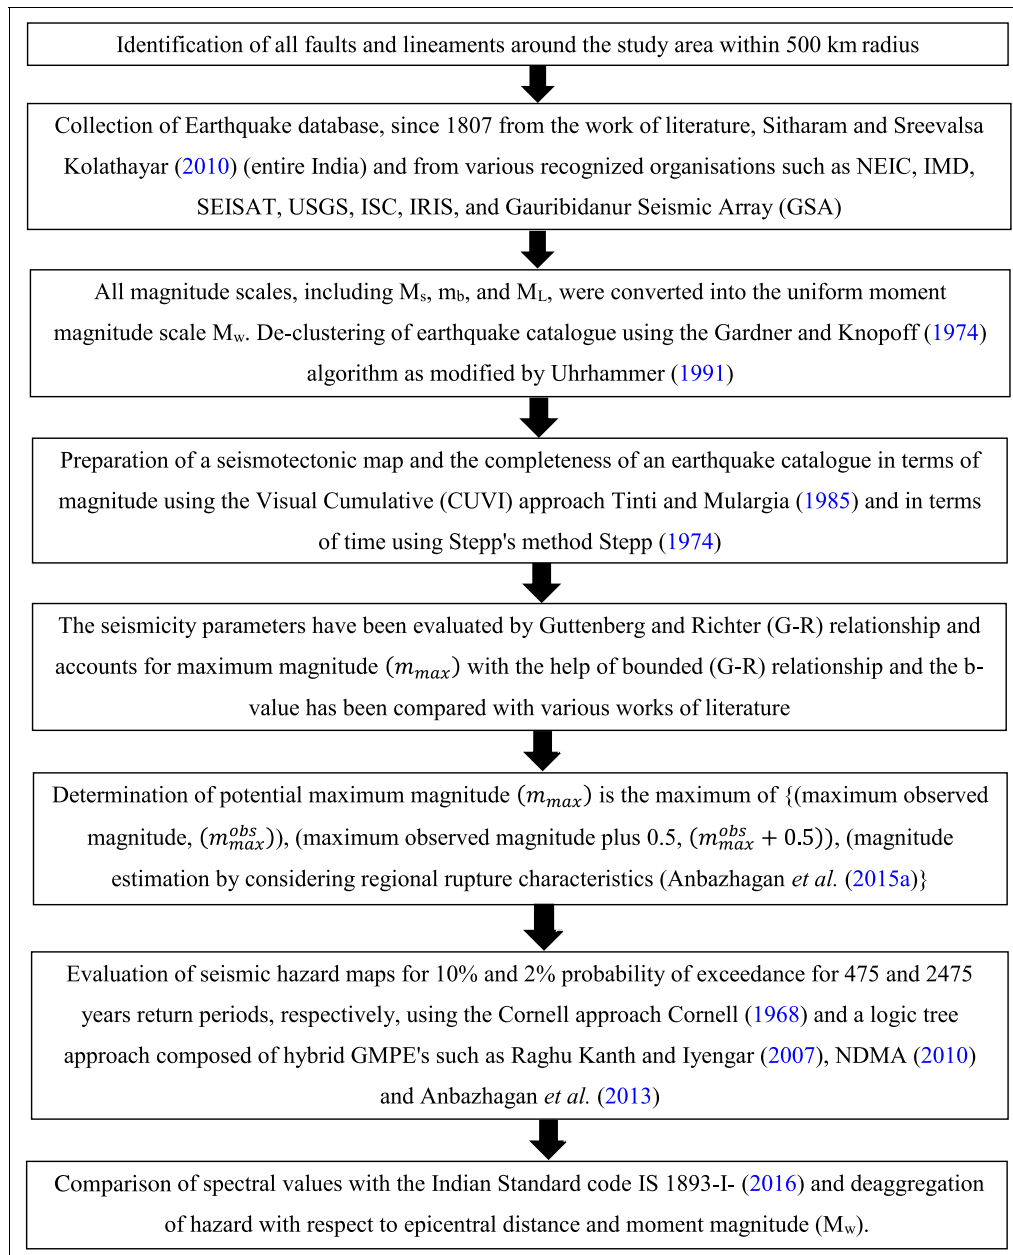 Identification of all faults and lineaments around the study area within 500 km radius
Collection of Earthquake database, since 1807 from the work of literature, Sitharam and Sreevalsa
Kolathayar (2010) (entire India) and from various recognized organisations such as NEIC, IMD,
SEISAT, USGS, ISC, IRIS, and Gauribidanur Seismic Array (GSA)
All magnitude scales, including Mₛ, m_b, and M_L, were converted into the uniform moment
magnitude scale M_w. De-clustering of earthquake catalogue using the Gardner and Knopoff (1974)
algorithm as modified by Uhrhammer (1991)
Preparation of a seismotectonic map and the completeness of an earthquake catalogue in terms of
magnitude using the Visual Cumulative (CUVI) approach Tinti and Mulargia (1985) and in terms
of time using Stepp's method Stepp (1974)
The seismicity parameters have been evaluated by Guttenberg and Richter (G-R) relationship and
accounts for maximum magnitude (m_max) with the help of bounded (G-R) relationship and the b-
value has been compared with various works of literature
Determination of potential maximum magnitude (m_max) is the maximum of {(maximum observed
magnitude, (m_max^obs)), (maximum observed magnitude plus 0.5, (m_max^obs + 0.5)), (magnitude
estimation by considering regional rupture characteristics (Anbazhagan et al. (2015a)}
Evaluation of seismic hazard maps for 10% and 2% probability of exceedance for 475 and 2475
years return periods, respectively, using the Cornell approach Cornell (1968) and a logic tree
approach composed of hybrid GMPE's such as Raghu Kanth and Iyengar (2007), NDMA (2010)
and Anbazhagan et al. (2013)
Comparison of spectral values with the Indian Standard code IS 1893-I- (2016) and deaggregation
of hazard with respect to epicentral distance and moment magnitude (M_w).